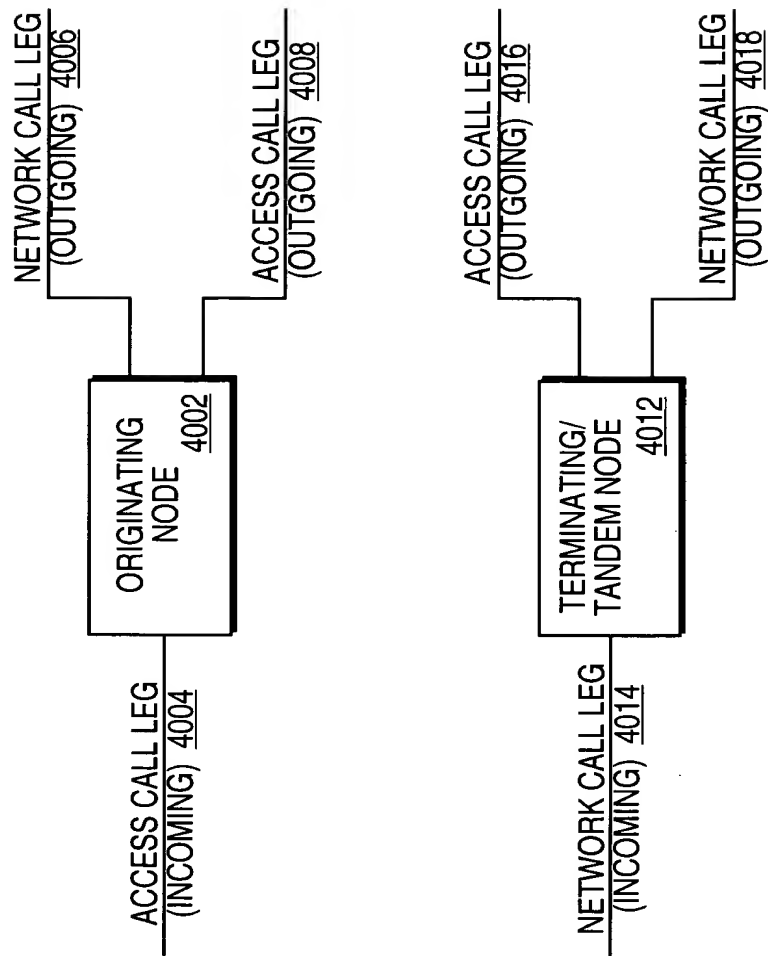 ACCESS CALL LEG
(INCOMING) 4004
ORIGINATING
NODE
4002
NETWORK CALL LEG
(OUTGOING) 4006
ACCESS CALL LEG
(OUTGOING) 4008
NETWORK CALL LEG
(INCOMING) 4014
TERMINATING/
TANDEM NODE
4012
ACCESS CALL LEG
(OUTGOING) 4016
NETWORK CALL LEG
(OUTGOING) 4018